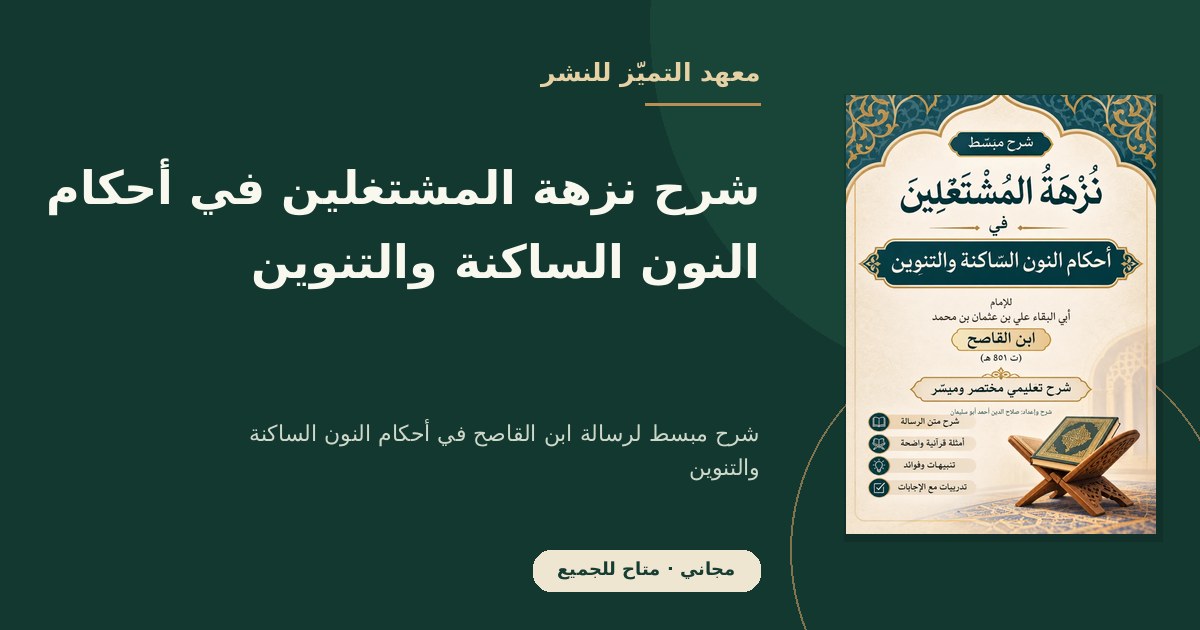 معهد التميّز للنشر
شرح نزهة المشتغلين في أحكام
النون الساكنة والتنوين
شرح مبسط لرسالة ابن القاصح في أحكام النون الساكنة
والتنوين
مجاني · متاح للجميع
شرح مبسّط
نُزْهَةُ المُشْتَغِلِينَ
في
أحكام النون السّاكنة والتنوين
للإمام
أبي البقاء علي بن عثمان بن محمد
ابن القاصح
(ت ٨٥١ هـ)
شرح تعليمي مختصر وميسّر
شرح وإعداد: صلاح الدين أحمد أبو سليمان
شرح متن الرسالة
أمثلة قرآنية واضحة
تنبيهات وفوائد
تدريبات مع الإجابات